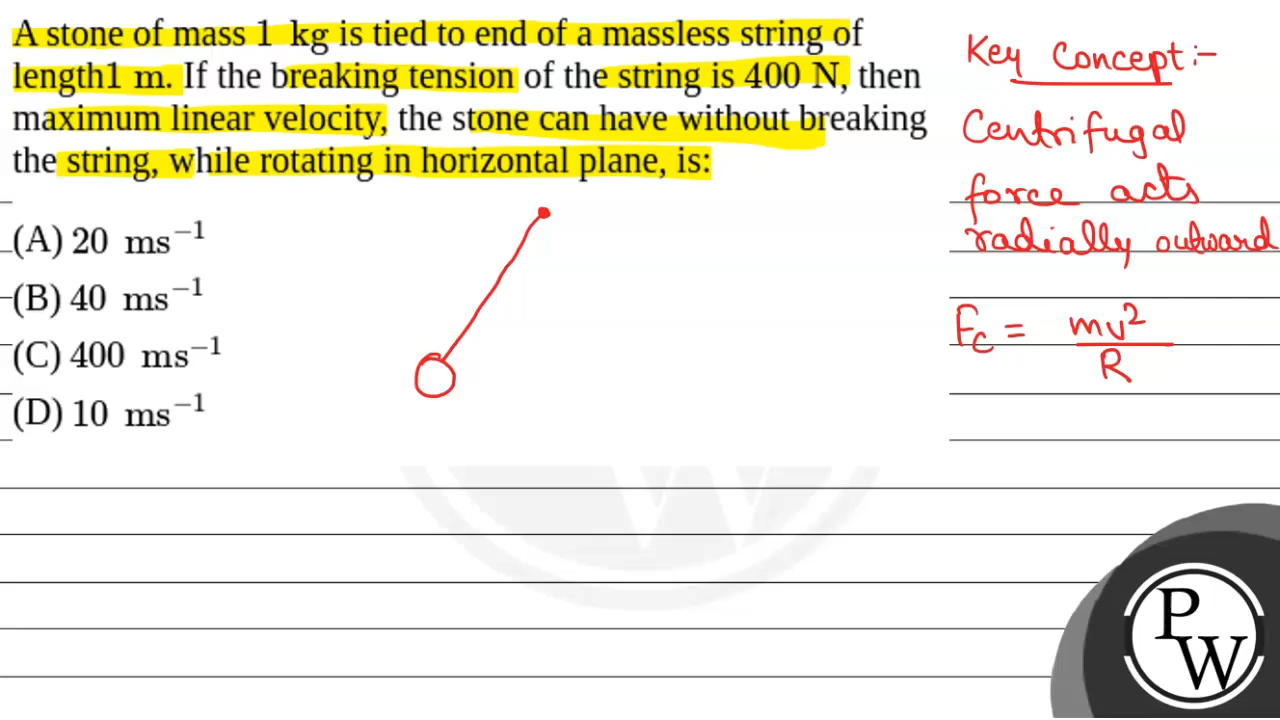 A stone of mass 1 kg is tied to end of a massless string of
length1 m. If the breaking tension of the string is 400 N, then
maximum linear velocity, the stone can have without breaking
the string, while rotating in horizontal plane, is:
(A) 20 ms⁻¹
(B) 40 ms⁻¹
(C) 400 ms⁻¹
(D) 10 ms⁻¹
Key Concept:-
Centrifugal
force acts
radially outward
F_C = mv²/R
P
W